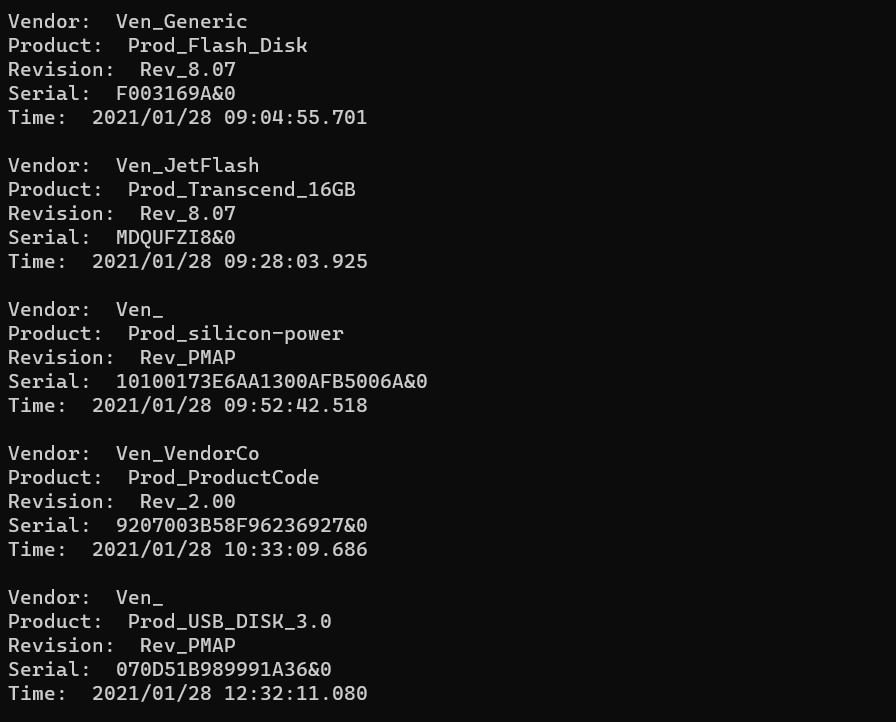 Vendor:  Ven_Generic
Product:  Prod_Flash_Disk
Revision:  Rev_8.07
Serial:  F003169A&0
Time:  2021/01/28 09:04:55.701
Vendor:  Ven_JetFlash
Product:  Prod_Transcend_16GB
Revision:  Rev_8.07
Serial:  MDQUFZI8&0
Time:  2021/01/28 09:28:03.925
Vendor:  Ven_
Product:  Prod_silicon-power
Revision:  Rev_PMAP
Serial:  10100173E6AA1300AFB5006A&0
Time:  2021/01/28 09:52:42.518
Vendor:  Ven_VendorCo
Product:  Prod_ProductCode
Revision:  Rev_2.00
Serial:  9207003B58F96236927&0
Time:  2021/01/28 10:33:09.686
Vendor:  Ven_
Product:  Prod_USB_DISK_3.0
Revision:  Rev_PMAP
Serial:  070D51B989991A36&0
Time:  2021/01/28 12:32:11.080